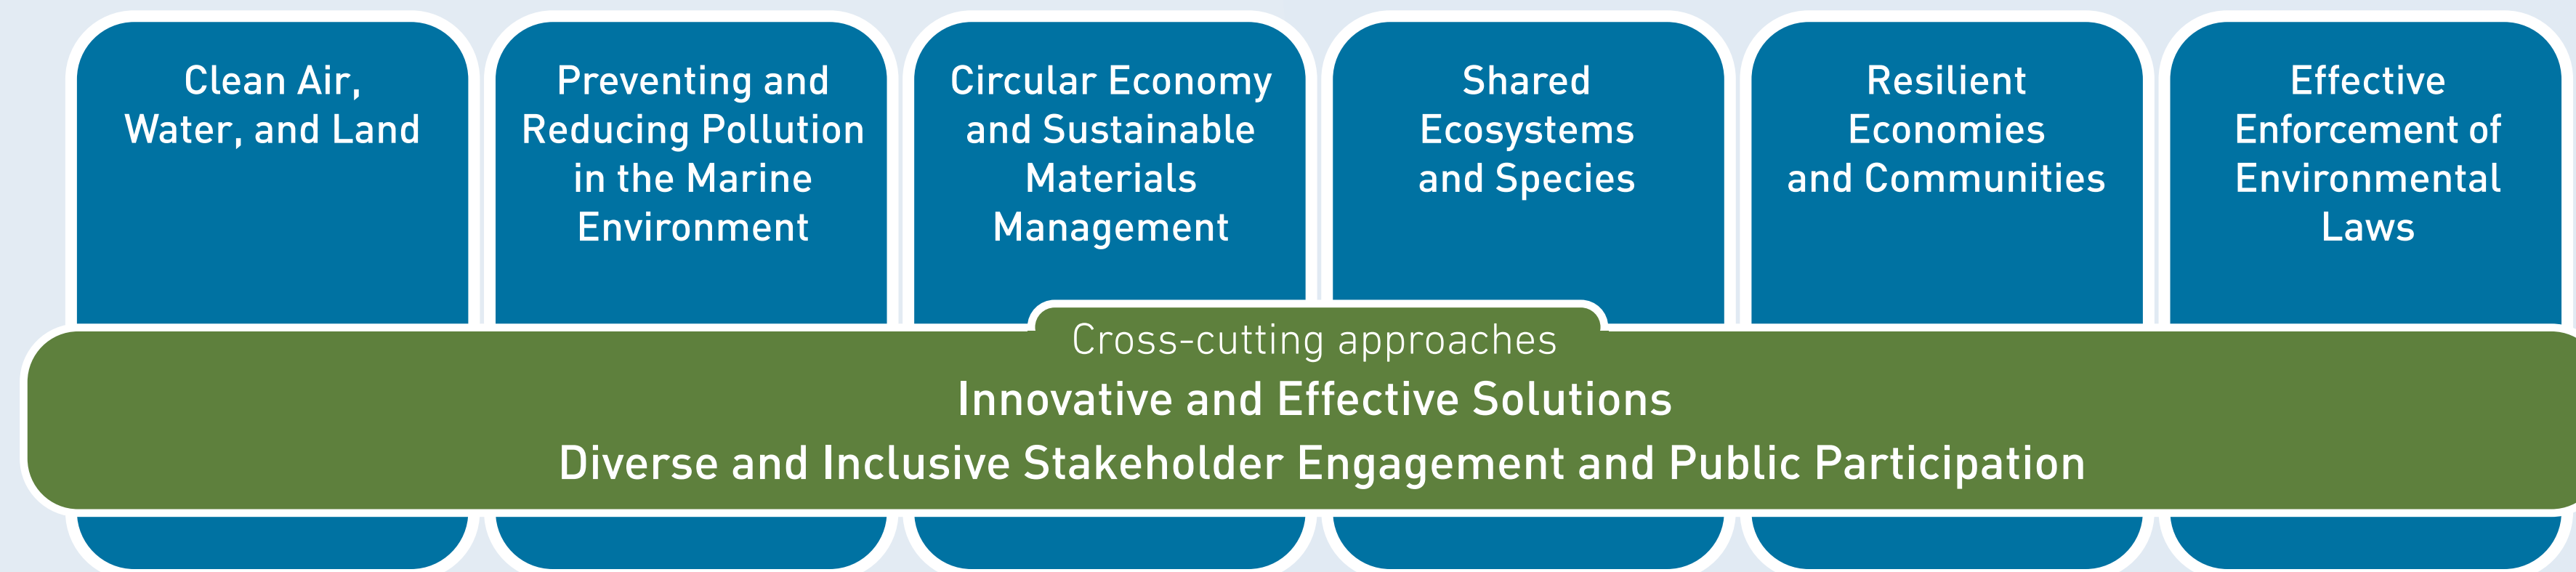 Clean Air,
Water, and Land
Preventing and
Reducing Pollution
in the Marine
Environment
Circular Economy
and Sustainable
Materials
Management
Shared
Ecosystems
and Species
Resilient
Economies
and Communities
Effective
Enforcement of
Environmental
Laws
Cross-cutting approaches
Innovative and Effective Solutions
Diverse and Inclusive Stakeholder Engagement and Public Participation